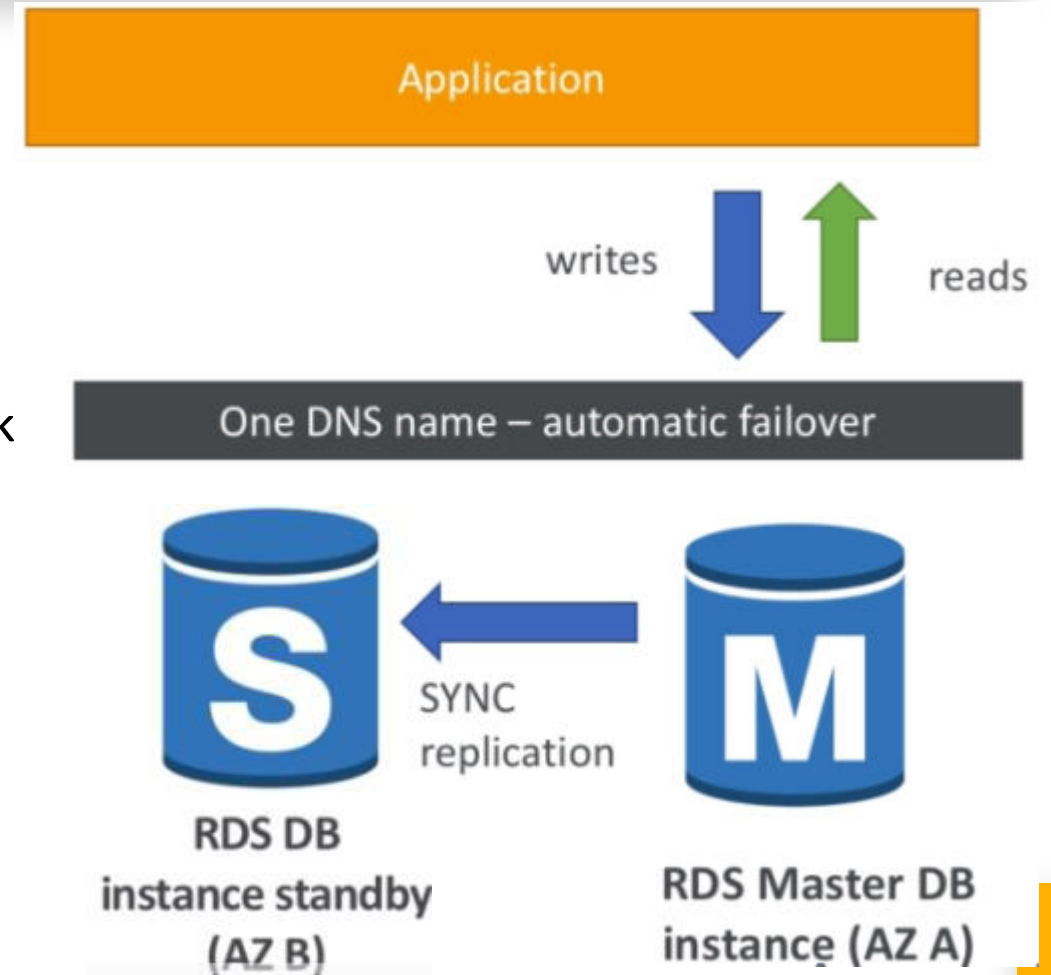 Application
writes
reads
k
One DNS name – automatic failover
S
M
SYNC
replication
RDS DB
instance standby
(AZ B)
RDS Master DB
instance (AZ A)